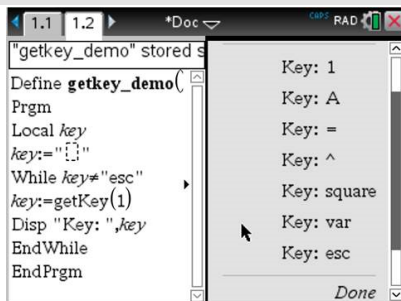 1.1 1.2 *Doc CAPS RAD
"getkey_demo" stored s
Define getkey_demo(
Prgm
Local key
key:=" "
While key≠"esc"
key:=getKey(1)
Disp "Key: ",key
EndWhile
EndPrgm
Key: 1
Key: A
Key: =
Key: ^
Key: square
Key: var
Key: esc
Done